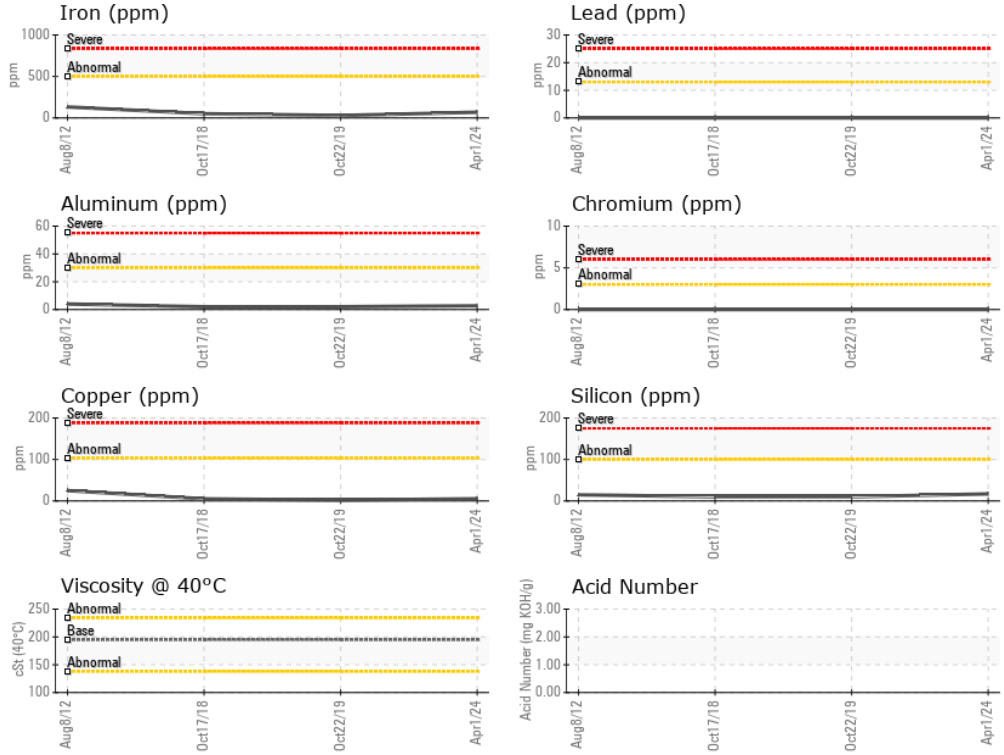 Iron (ppm)
1000
500
0
ppm
Severe
Abnormal
Aug8/12
Oct17/18
Oct22/19
Apr1/24
Lead (ppm)
30
20
10
0
ppm
Severe
Abnormal
Aug8/12
Oct17/18
Oct22/19
Apr1/24
Aluminum (ppm)
60
40
20
0
ppm
Severe
Abnormal
Aug8/12
Oct17/18
Oct22/19
Apr1/24
Chromium (ppm)
10
5
0
ppm
Severe
Abnormal
Aug8/12
Oct17/18
Oct22/19
Apr1/24
Copper (ppm)
200
100
0
ppm
Severe
Abnormal
Aug8/12
Oct17/18
Oct22/19
Apr1/24
Silicon (ppm)
200
100
0
ppm
Severe
Abnormal
Aug8/12
Oct17/18
Oct22/19
Apr1/24
Viscosity @ 40°C
250
200
150
100
cSt (40°C)
Abnormal
Base
Abnormal
Aug8/12
Oct17/18
Oct22/19
Apr1/24
Acid Number
3.00
2.00
1.00
0.00
Acid Number (mg KOH/g)
Aug8/12
Oct17/18
Oct22/19
Apr1/24